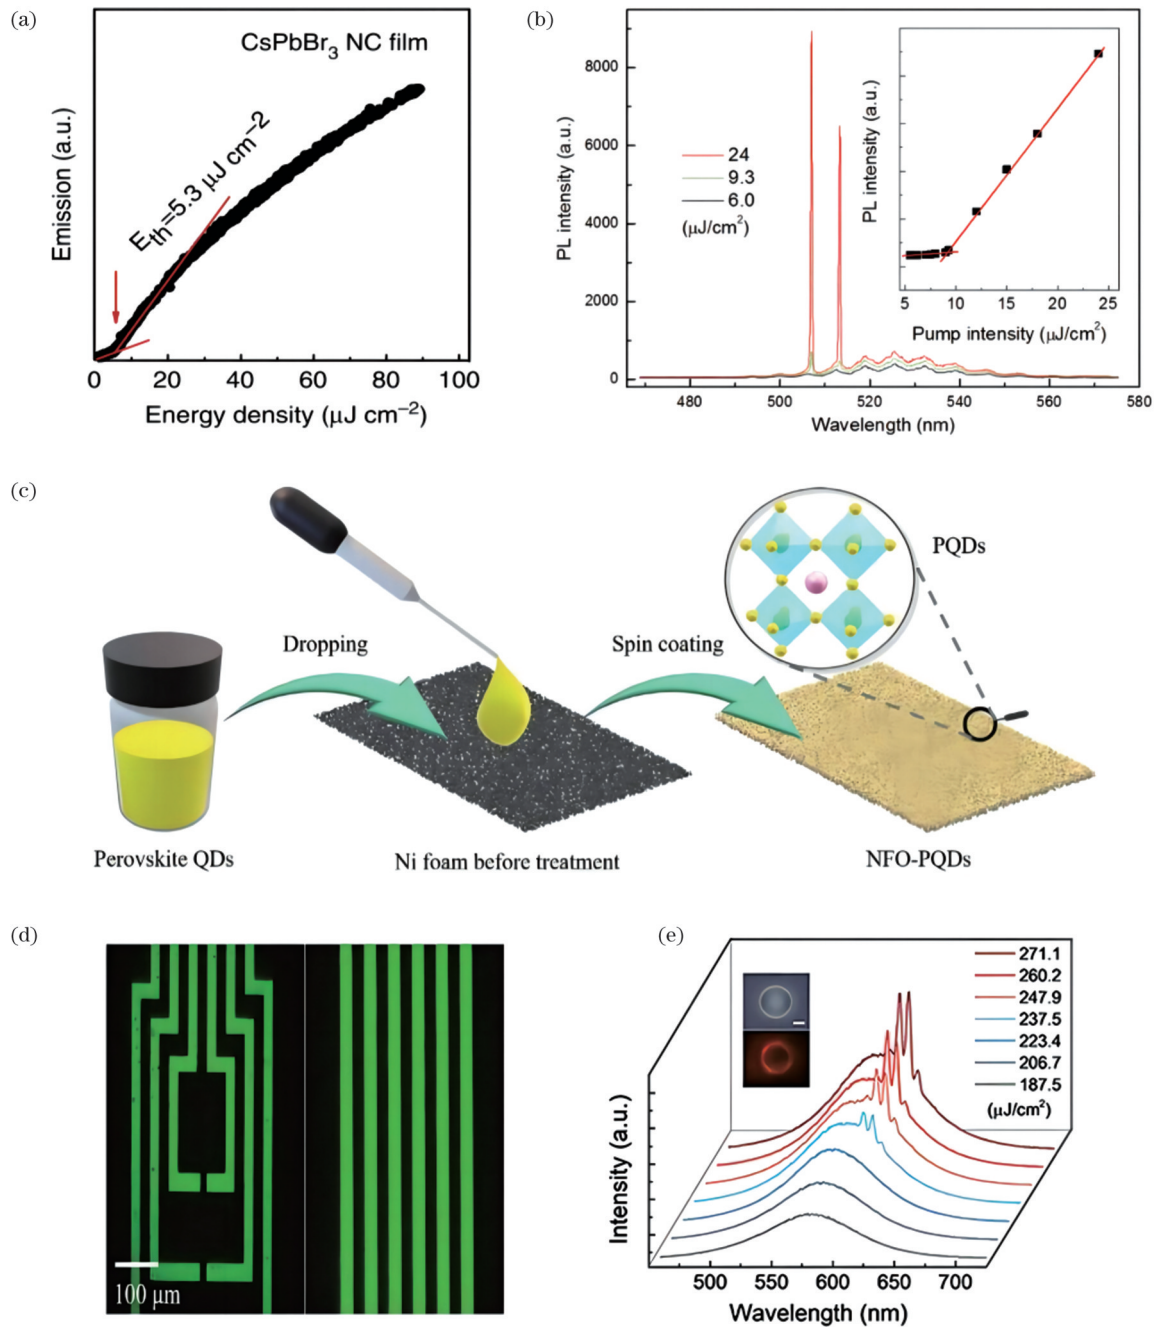 (a)
CsPbBr3 NC film
Eth=5.3 μJ cm−2
Emission (a.u.)
0 20 40 60 80 100
Energy density (μJ cm−2)
(b)
8000
6000
4000
2000
0
PL intensity (a.u.)
24
9.3
6.0
(μJ/cm2)
480 500 520 540 560 580
Wavelength (nm)
PL intensity (a.u.)
5 10 15 20 25
Pump intensity (μJ/cm2)
(c)
PQDs
Dropping
Spin coating
Perovskite QDs
Ni foam before treatment
NFO-PQDs
(d)
100 μm
(e)
271.1
260.2
247.9
237.5
223.4
206.7
187.5
(μJ/cm2)
Intensity (a.u.)
500 550 600 650 700
Wavelength (nm)